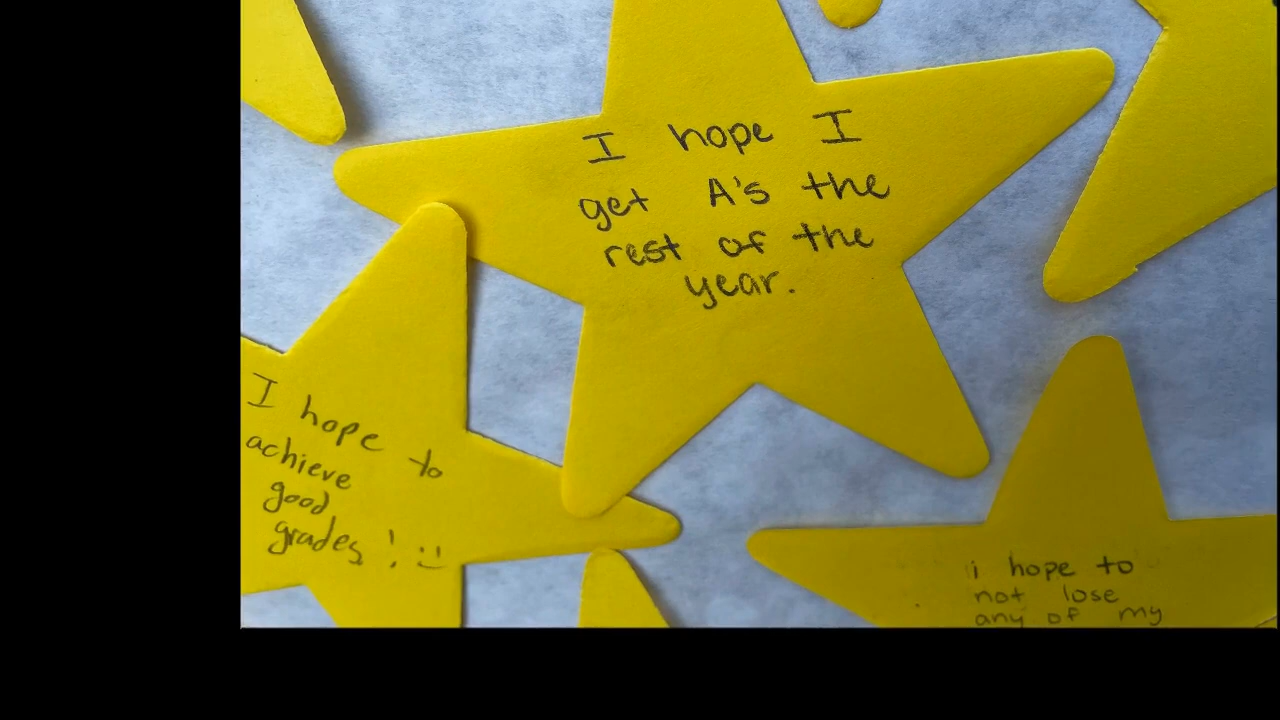 I hope I
get A's the
rest of the
year.
I hope to
achieve
good
grades! :)
i hope to
not lose
any of my